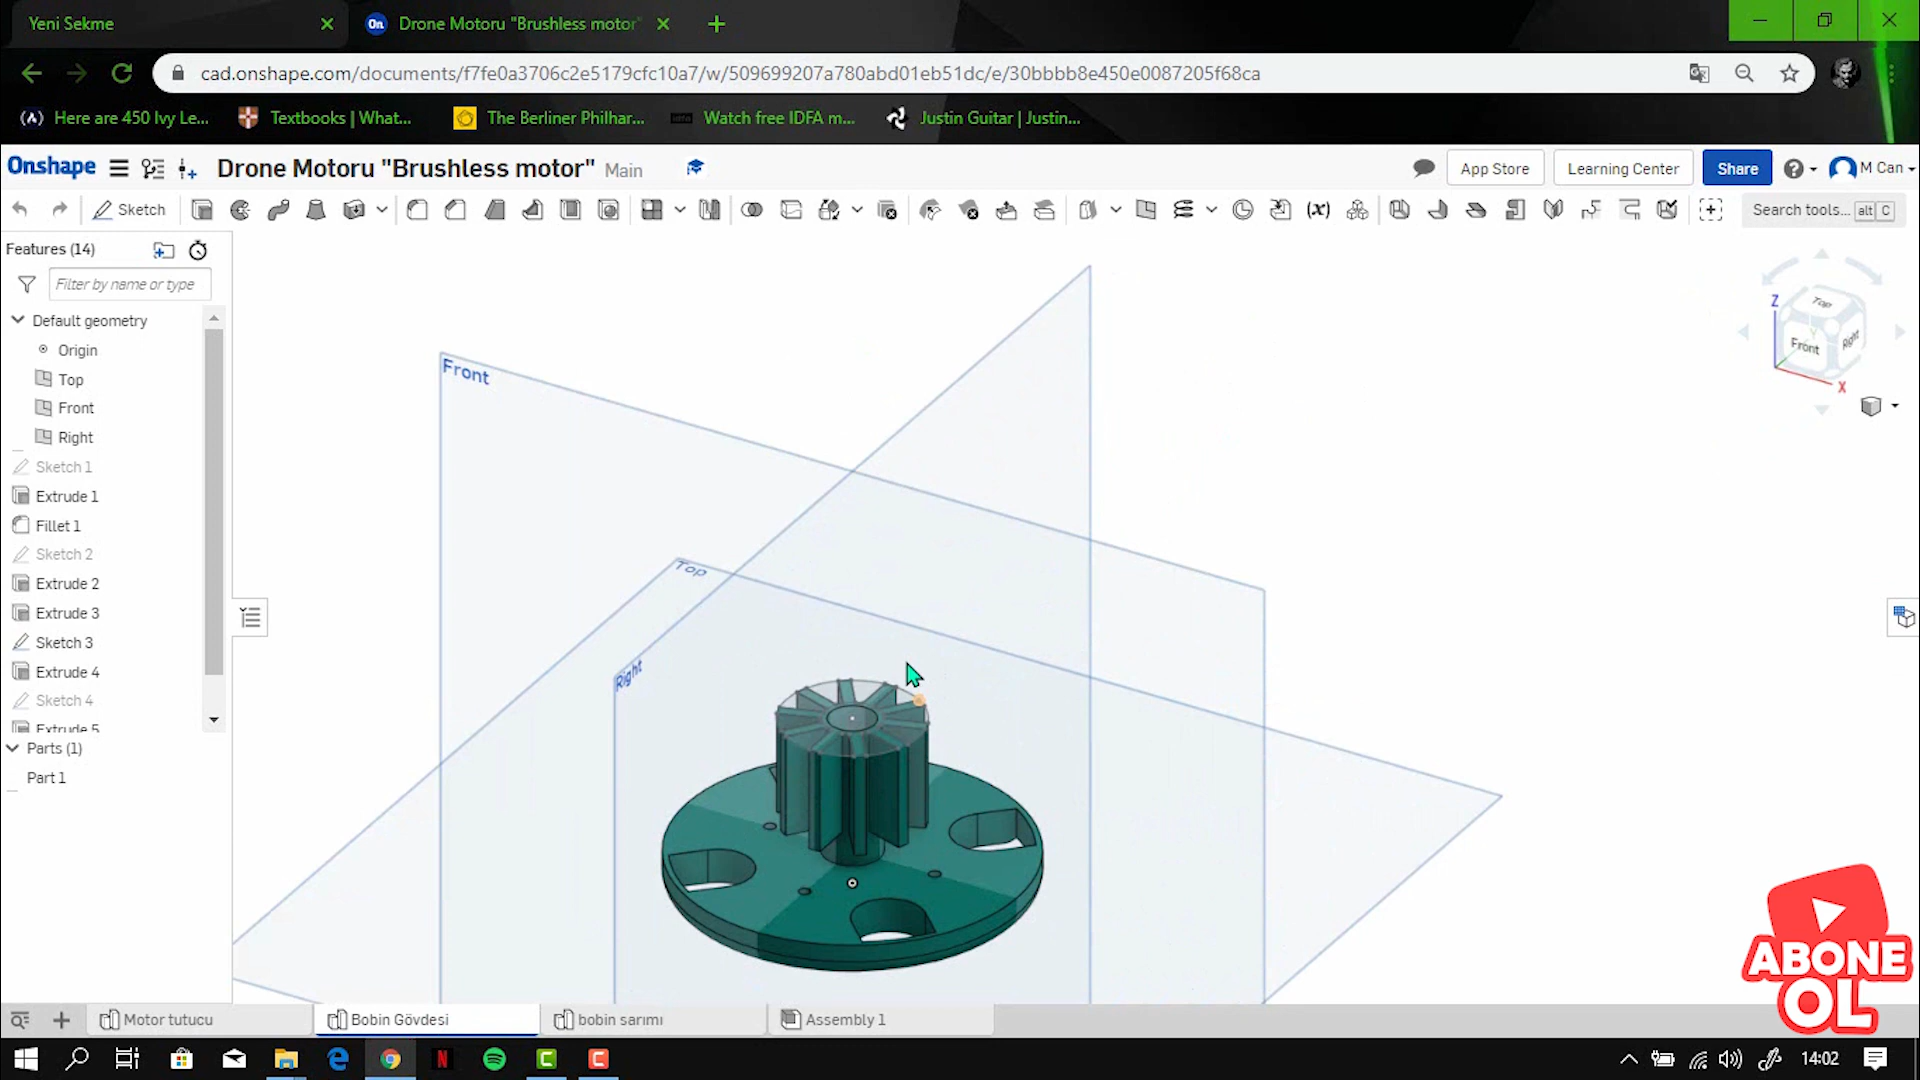 Yeni Sekme
On
Drone Motoru "Brushless motor"
cad.onshape.com/documents/f7fe0a3706c2e5179cfc10a7/w/509699207a780abd01eb51dc/e/30bbbb8e450e0087205f68ca
Here are 450 Ivy Le...
Textbooks | What...
The Berliner Philhar...
Watch free IDFA m...
Justin Guitar | Justin...
Onshape
Drone Motoru "Brushless motor" Main
App Store
Learning Center
Share
M Can
Sketch
Search tools... alt C
Features (14)
Filter by name or type
Default geometry
Origin
Top
Front
Right
Sketch 1
Extrude 1
Fillet 1
Sketch 2
Extrude 2
Extrude 3
Sketch 3
Extrude 4
Sketch 4
Extrude 5
Parts (1)
Part 1
Front
Top
Right
Z
Top
Front
Right
Y
X
ABONE
OL
Motor tutucu
Bobin Gövdesi
bobin sarımı
Assembly 1
14:02